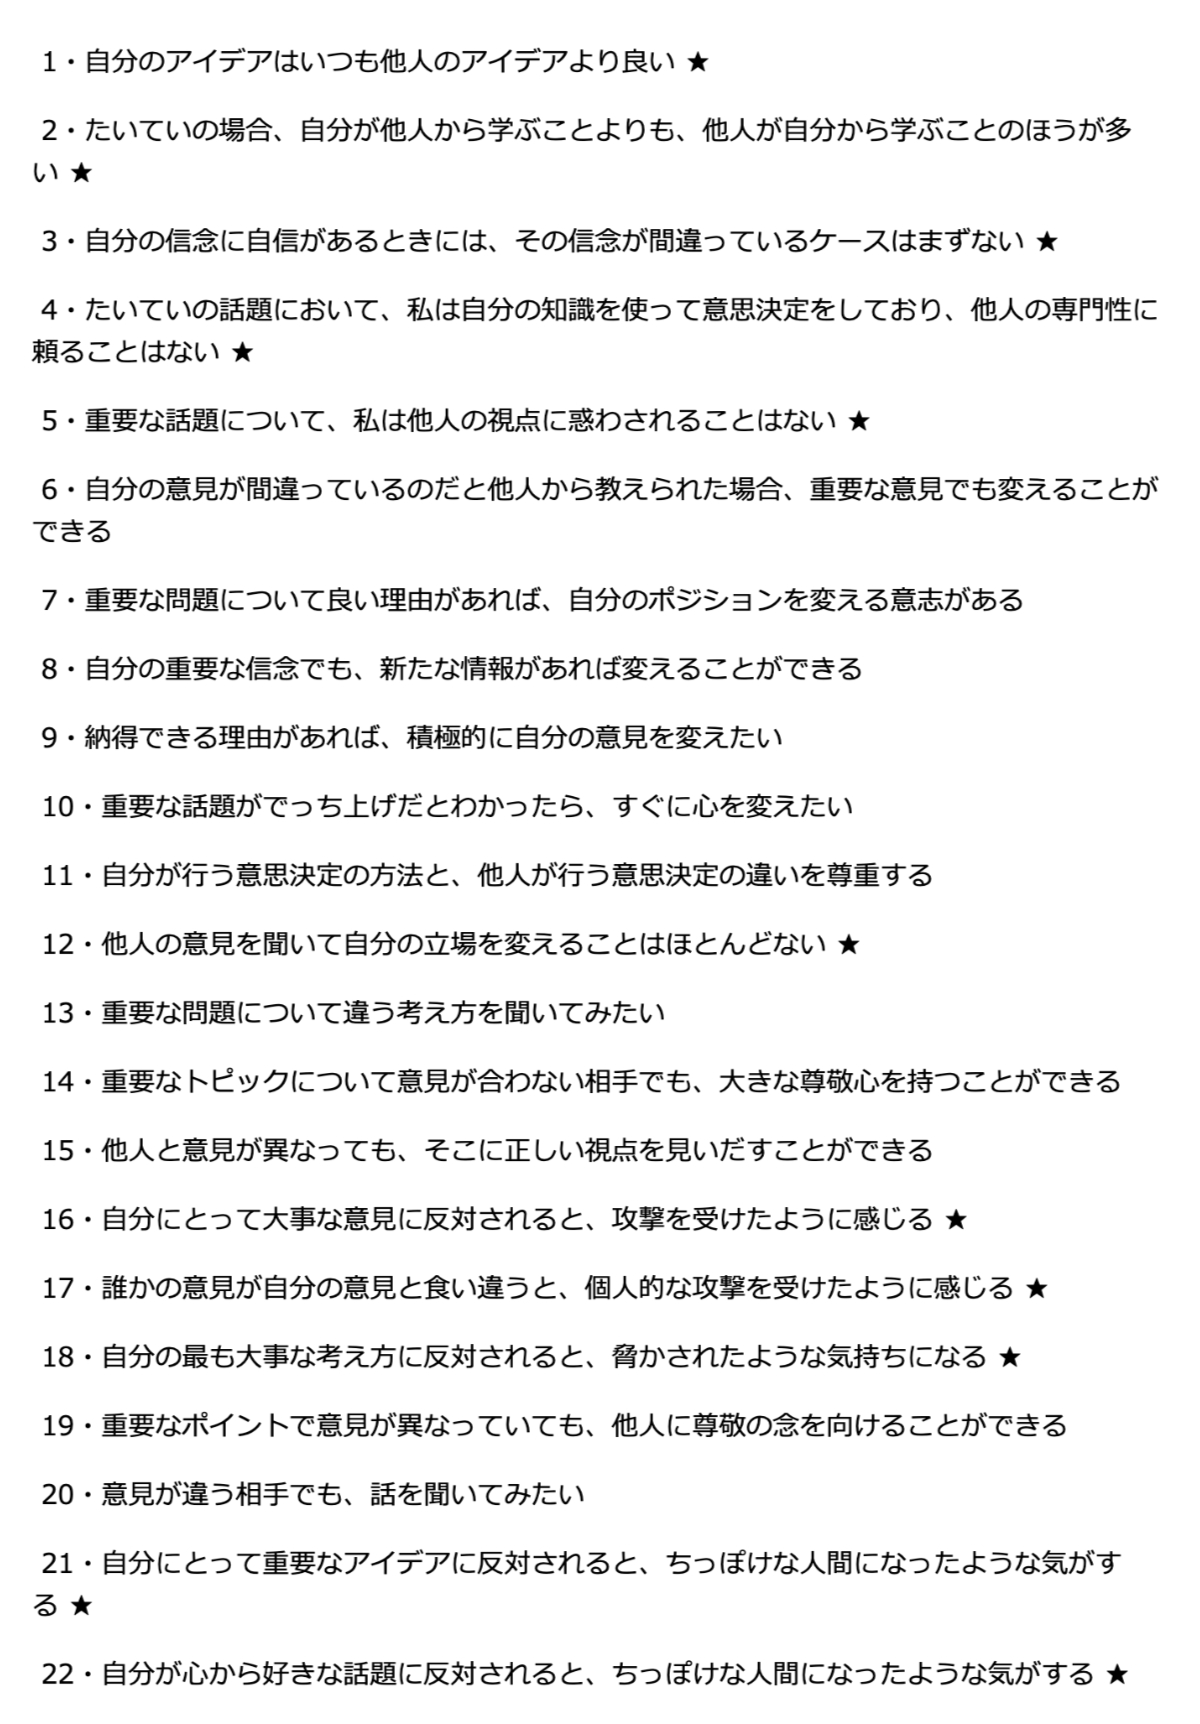 1・自分のアイデアはいつも他人のアイデアより良い ★
2・たいていの場合、自分が他人から学ぶことよりも、他人が自分から学ぶことのほうが多
い ★
3・自分の信念に自信があるときには、その信念が間違っているケースはまずない ★
4・たいていの話題において、私は自分の知識を使って意思決定をしており、他人の専門性に
頼ることはない ★
5・重要な話題について、私は他人の視点に惑わされることはない ★
6・自分の意見が間違っているのだと他人から教えられた場合、重要な意見でも変えることが
できる
7・重要な問題について良い理由があれば、自分のポジションを変える意志がある
8・自分の重要な信念でも、新たな情報があれば変えることができる
9・納得できる理由があれば、積極的に自分の意見を変えたい
10・重要な話題がでっち上げだとわかったら、すぐに心を変えたい
11・自分が行う意思決定の方法と、他人が行う意思決定の違いを尊重する
12・他人の意見を聞いて自分の立場を変えることはほとんどない ★
13・重要な問題について違う考え方を聞いてみたい
14・重要なトピックについて意見が合わない相手でも、大きな尊敬心を持つことができる
15・他人と意見が異なっても、そこに正しい視点を見いだすことができる
16・自分にとって大事な意見に反対されると、攻撃を受けたように感じる ★
17・誰かの意見が自分の意見と食い違うと、個人的な攻撃を受けたように感じる ★
18・自分の最も大事な考え方に反対されると、脅かされたような気持ちになる ★
19・重要なポイントで意見が異なっていても、他人に尊敬の念を向けることができる
20・意見が違う相手でも、話を聞いてみたい
21・自分にとって重要なアイデアに反対されると、ちっぽけな人間になったような気がす
る ★
22・自分が心から好きな話題に反対されると、ちっぽけな人間になったような気がする ★